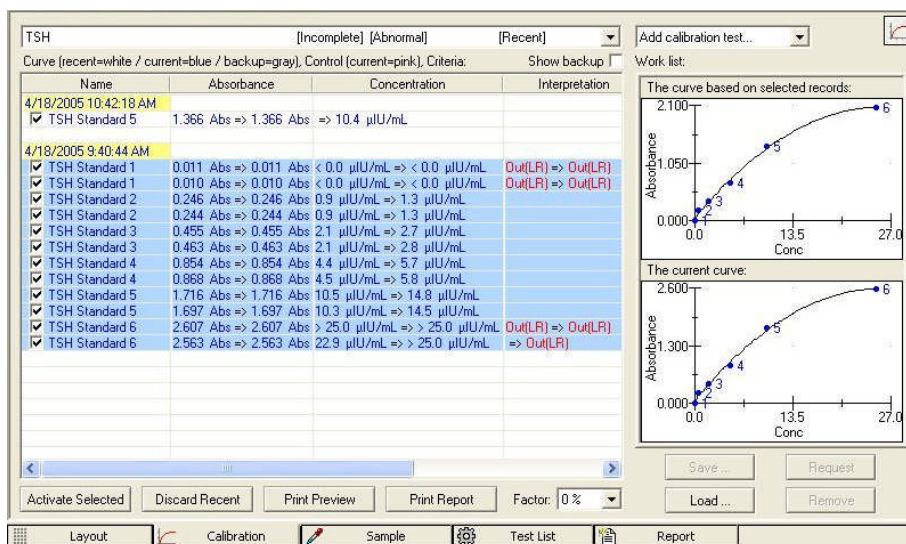 TSH [Incomplete] [Abnormal] [Recent]
Add calibration test...
Curve (recent=white / current=blue / backup=gray), Control (current=pink), Criteria: Show backup
Work list:
Name Absorbance Concentration Interpretation
4/18/2005 10:42:18 AM
TSH Standard 5 1.366 Abs => 1.366 Abs => 10.4 µIU/mL
4/18/2005 9:40:44 AM
TSH Standard 1 0.011 Abs => 0.011 Abs < 0.0 µIU/mL => < 0.0 µIU/mL Out(LR) => Out(LR)
TSH Standard 1 0.010 Abs => 0.010 Abs < 0.0 µIU/mL => < 0.0 µIU/mL Out(LR) => Out(LR)
TSH Standard 2 0.246 Abs => 0.246 Abs 0.9 µIU/mL => 1.3 µIU/mL
TSH Standard 2 0.244 Abs => 0.244 Abs 0.9 µIU/mL => 1.3 µIU/mL
TSH Standard 3 0.455 Abs => 0.455 Abs 2.1 µIU/mL => 2.7 µIU/mL
TSH Standard 3 0.463 Abs => 0.463 Abs 2.1 µIU/mL => 2.8 µIU/mL
TSH Standard 4 0.854 Abs => 0.854 Abs 4.4 µIU/mL => 5.7 µIU/mL
TSH Standard 4 0.868 Abs => 0.868 Abs 4.5 µIU/mL => 5.8 µIU/mL
TSH Standard 5 1.716 Abs => 1.716 Abs 10.5 µIU/mL => 14.8 µIU/mL
TSH Standard 5 1.697 Abs => 1.697 Abs 10.3 µIU/mL => 14.5 µIU/mL
TSH Standard 6 2.607 Abs => 2.607 Abs > 25.0 µIU/mL => > 25.0 µIU/mL Out(LR) => Out(LR)
TSH Standard 6 2.563 Abs => 2.563 Abs 22.9 µIU/mL => > 25.0 µIU/mL => Out(LR)
The curve based on selected records:
2.100
1.050
0.000
Absorbance
1 2 3 4 5 6
0.0 13.5 27.0
Conc
The current curve:
2.600
1.300
0.000
Absorbance
1 2 3 4 5 6
0.0 13.5 27.0
Conc
Activate Selected Discard Recent Print Preview Print Report Factor: 0 %
Save ... Request
Load ... Remove
Layout Calibration Sample Test List Report